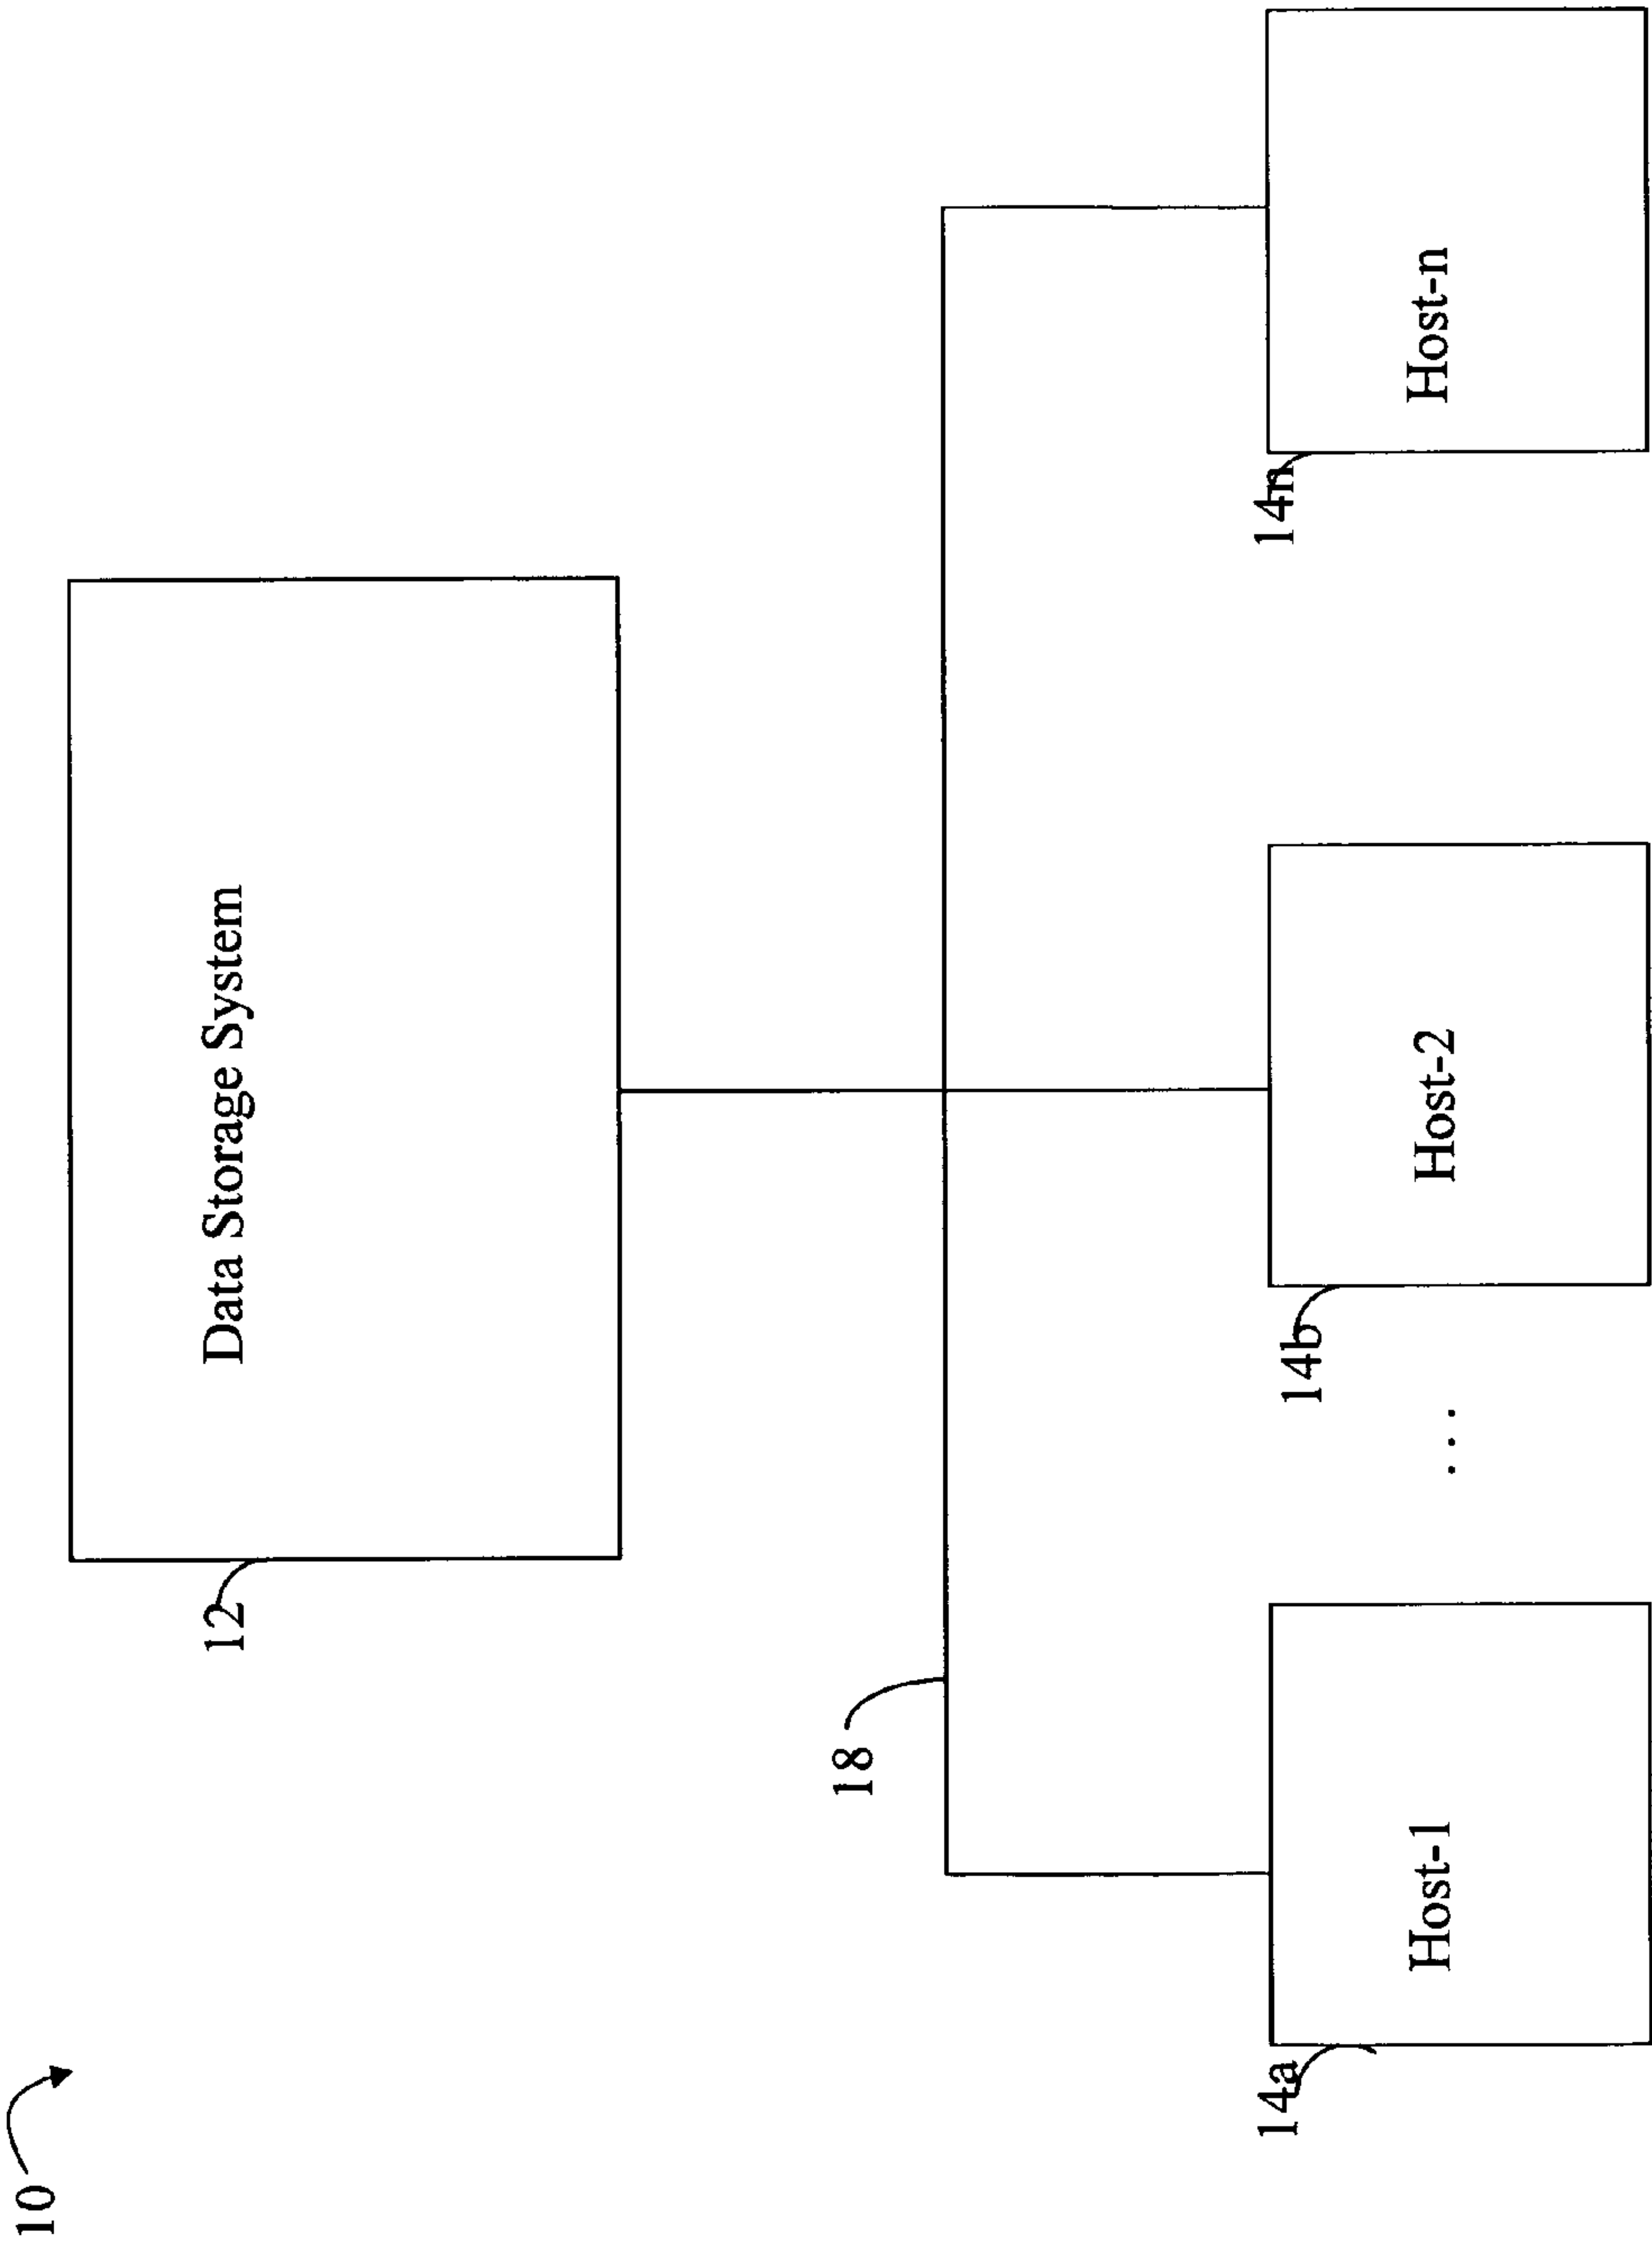 10
12
Data Storage System
18
14a
Host-1
. . .
14b
Host-2
14n
Host-n